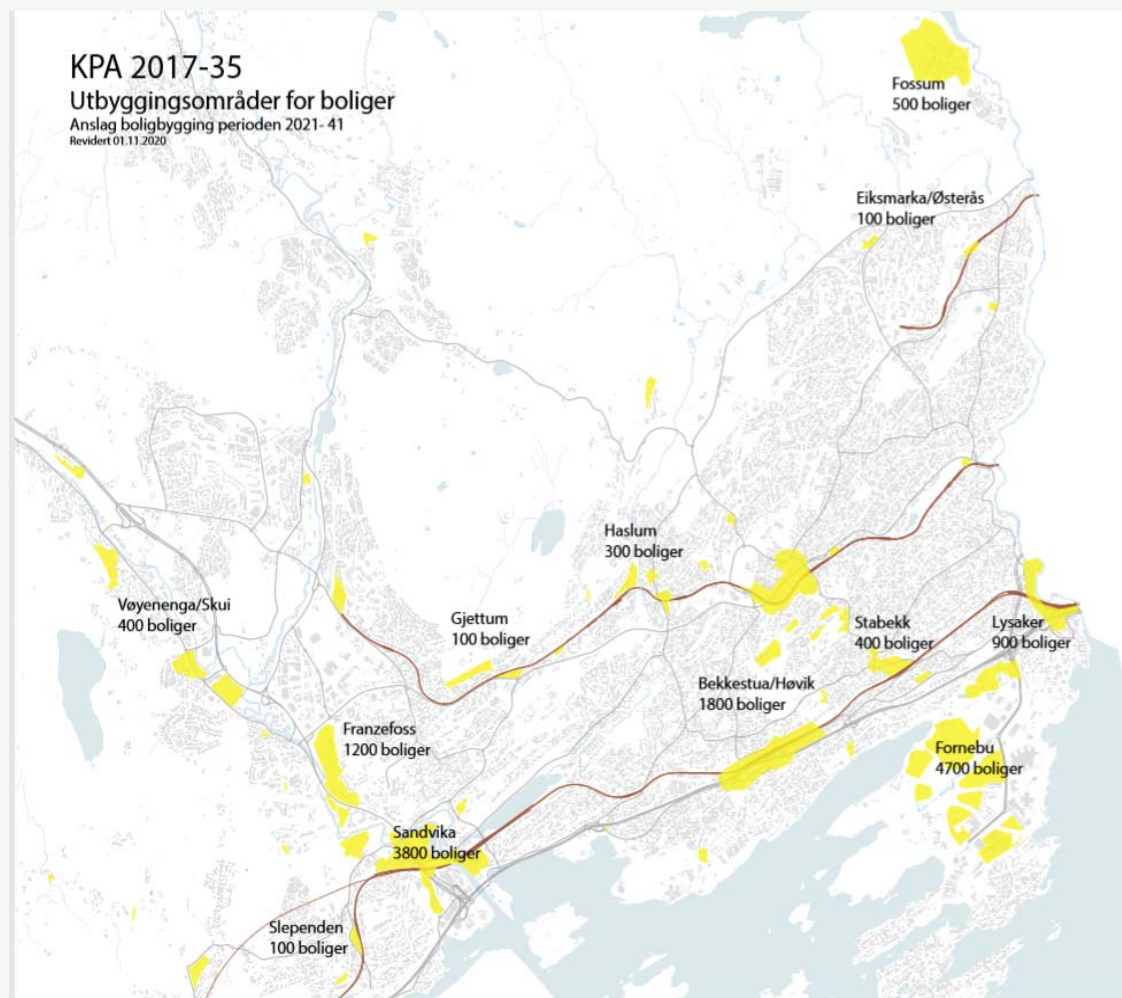 KPA 2017-35
Utbyggingsområder for boliger
Anslag boligbygging perioden 2021- 41
Revidert 01.11.2020
Fossum
500 boliger
Eiksmarka/Østerås
100 boliger
Haslum
300 boliger
Vøyenenga/Skui
400 boliger
Gjettum
100 boliger
Stabekk
400 boliger
Lysaker
900 boliger
Bekkestua/Høvik
1800 boliger
Franzefoss
1200 boliger
Fornebu
4700 boliger
Sandvika
3800 boliger
Slependen
100 boliger